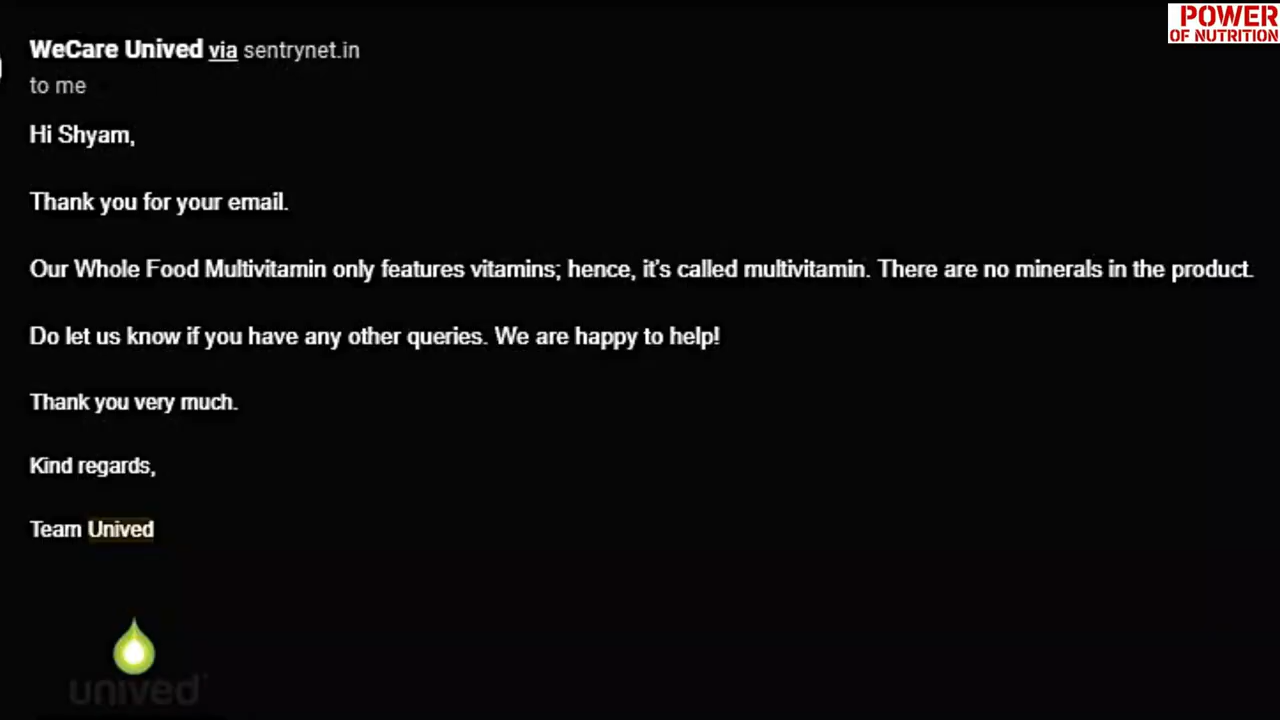 POWER
OF NUTRITION
WeCare Unived via sentrynet.in
to me
Hi Shyam,
Thank you for your email.
Our Whole Food Multivitamin only features vitamins; hence, it's called multivitamin. There are no minerals in the product.
Do let us know if you have any other queries. We are happy to help!
Thank you very much.
Kind regards,
Team Unived
unived